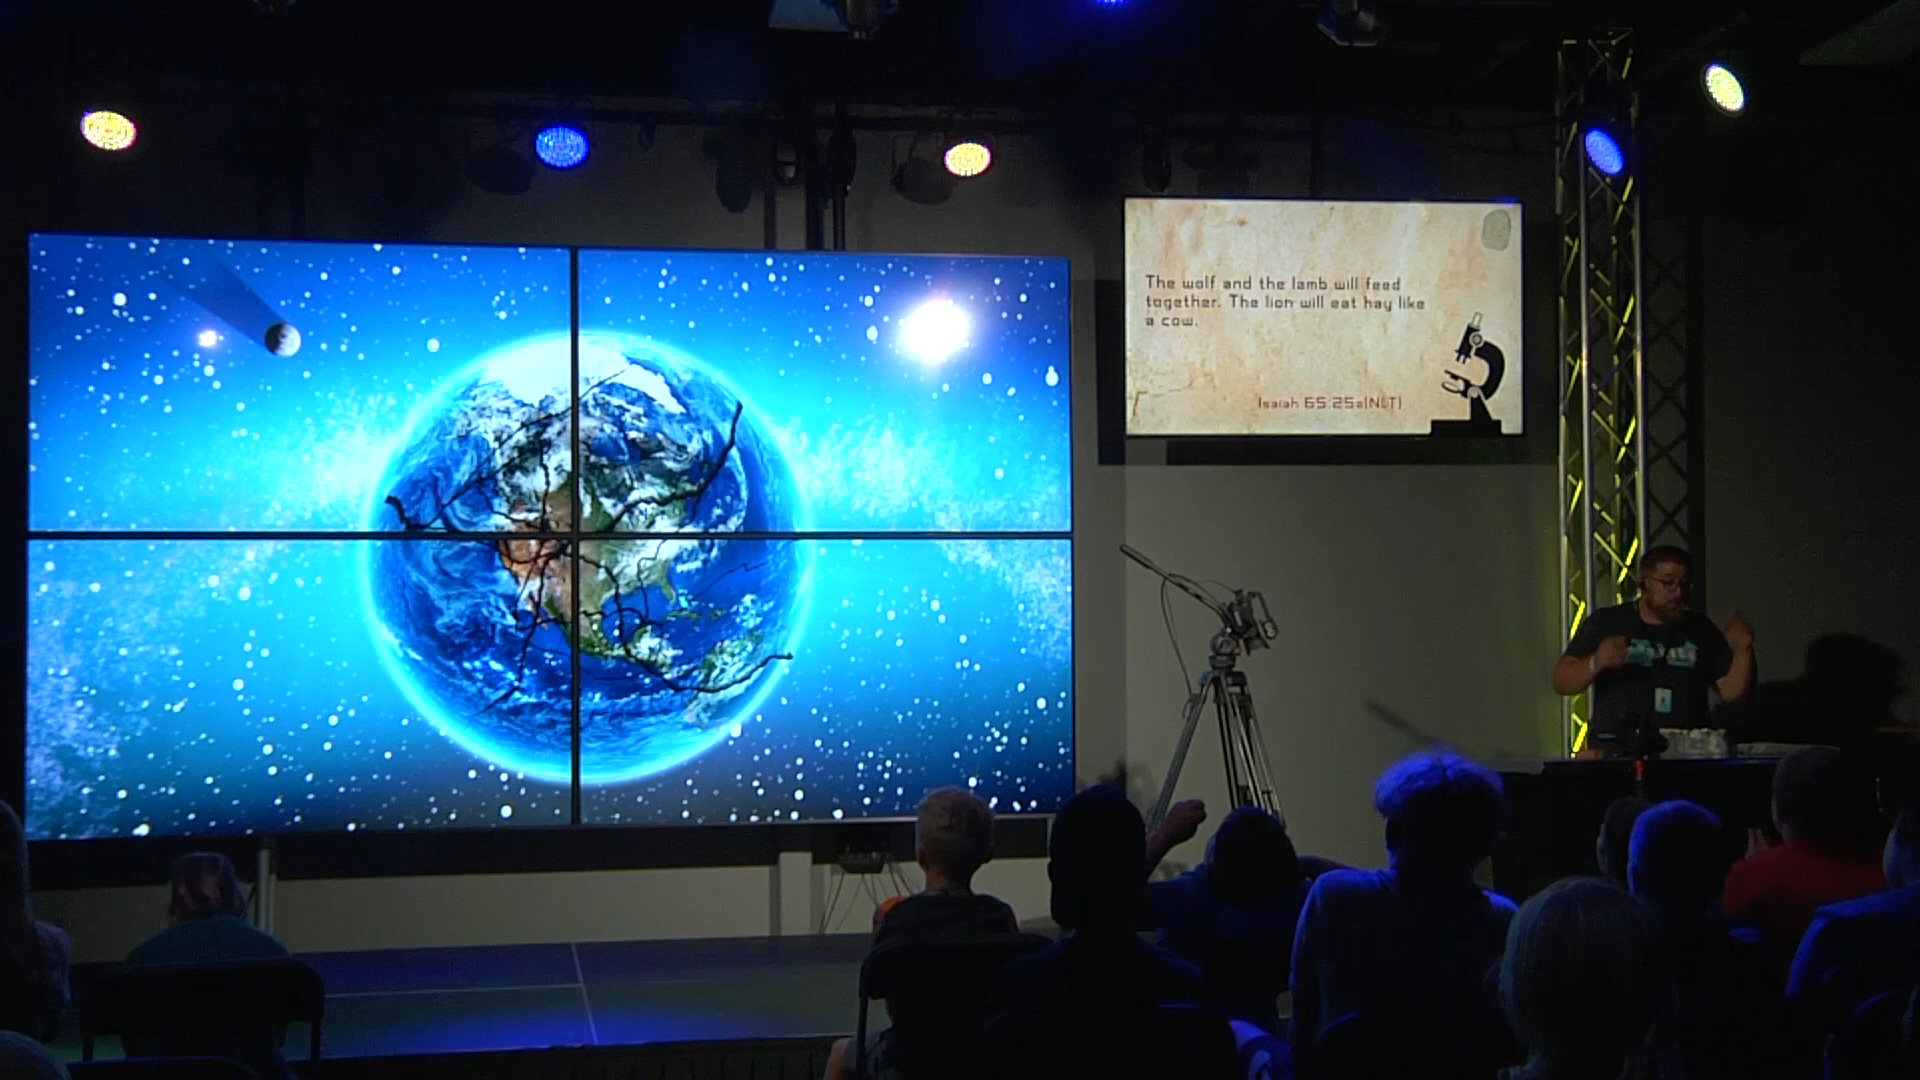 The wolf and the lamb will feed
together. The lion will eat hay like
a cow.
Isaiah 65:25a(NLT)